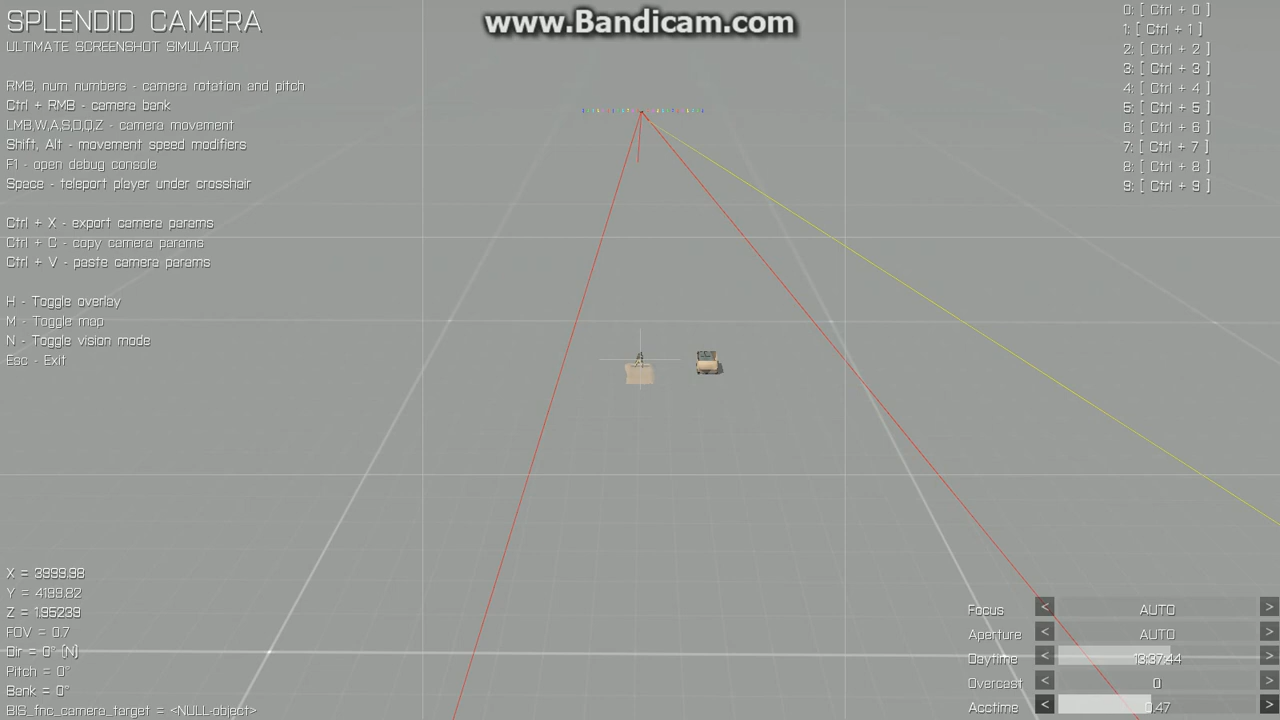 SPLENDID CAMERA
ULTIMATE SCREENSHOT SIMULATOR
RMB, num numbers - camera rotation and pitch
Ctrl + RMB - camera bank
LMB,W,A,S,D,Q,Z - camera movement
Shift, Alt - movement speed modifiers
F1 - open debug console
Space - teleport player under crosshair
Ctrl + X - export camera params
Ctrl + C - copy camera params
Ctrl + V - paste camera params
H - Toggle overlay
M - Toggle map
N - Toggle vision mode
Esc - Exit
www.Bandicam.com
0: [ Ctrl + 0 ]
1: [ Ctrl + 1 ]
2: [ Ctrl + 2 ]
3: [ Ctrl + 3 ]
4: [ Ctrl + 4 ]
5: [ Ctrl + 5 ]
6: [ Ctrl + 6 ]
7: [ Ctrl + 7 ]
8: [ Ctrl + 8 ]
9: [ Ctrl + 9 ]
X = 3999.98
Y = 4199.82
Z = 1.95239
FOV = 0.7
Dir = 0° (N)
Pitch = 0°
Bank = 0°
BIS_fnc_camera_target = <NULL-object>
Focus < AUTO >
Aperture < AUTO >
Daytime < 13:37:44 >
Overcast < 0 >
Acctime < 0.47 >